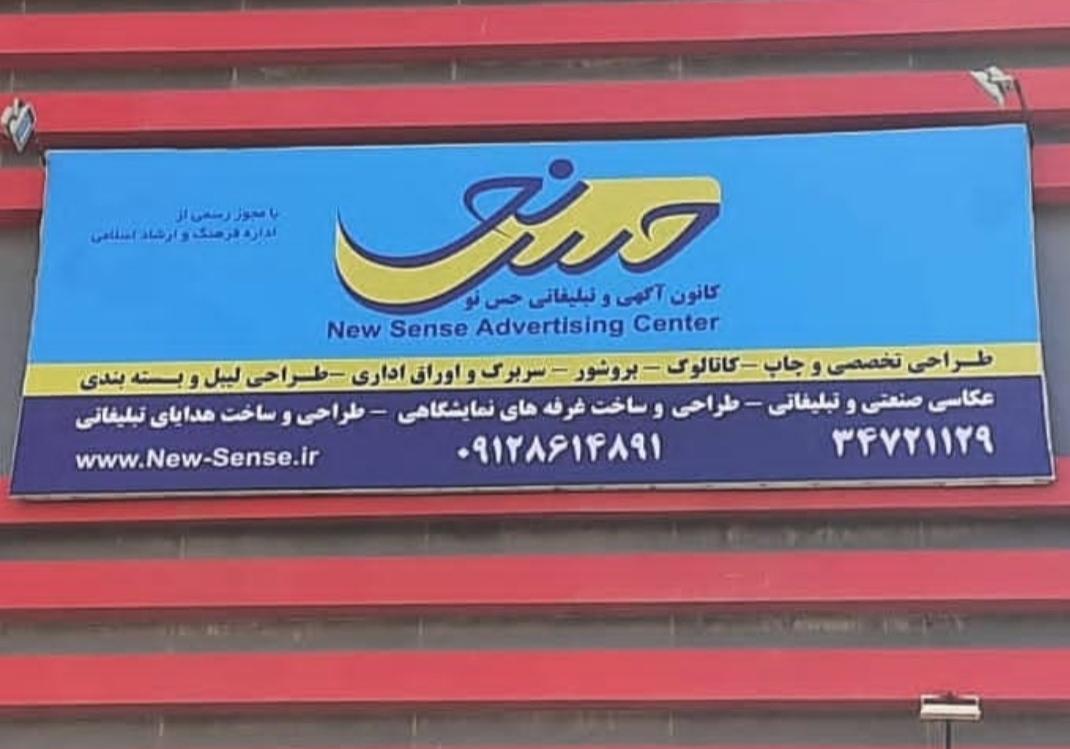 حس نو
با مجوز رسمی از
اداره فرهنگ و ارشاد اسلامی
کانون آگهی و تبلیغاتی حس نو
New Sense Advertising Center
طراحی تخصصی و چاپ - کاتالوگ - بروشور - سربرگ و اوراق اداری - طراحی لیبل و بسته بندی
عکاسی صنعتی و تبلیغاتی - طراحی و ساخت غرفه های نمایشگاهی - طراحی و ساخت هدایای تبلیغاتی
۳۴۷۲۱۱۲۹ ۰۹۱۲۸۶۱۴۸۹۱ www.New-Sense.ir